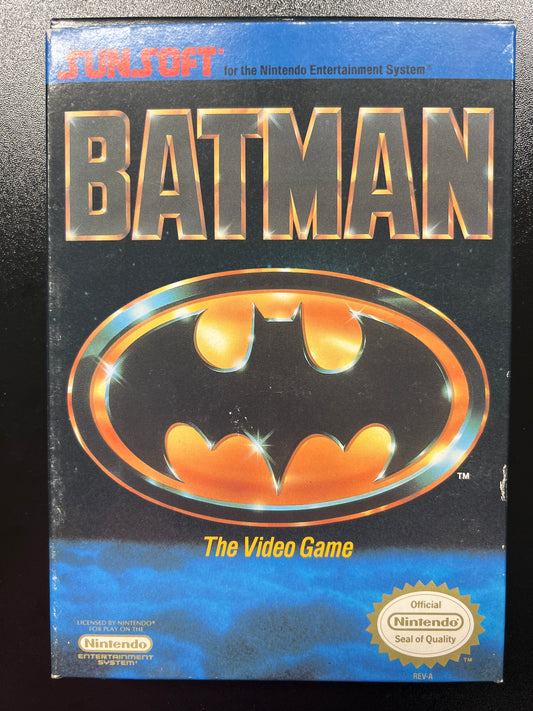 SUNSOFT® for the Nintendo Entertainment System®
BATMAN
TM
The Video Game
LICENSED BY NINTENDO®
FOR PLAY ON THE
Nintendo
ENTERTAINMENT
SYSTEM™
Official
Nintendo
Seal of Quality
TM
REV-A